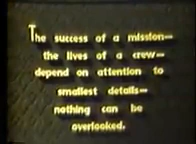 The success of a mission—
the lives of a crew—
depend on attention to
smallest details—
nothing can be
overlooked.